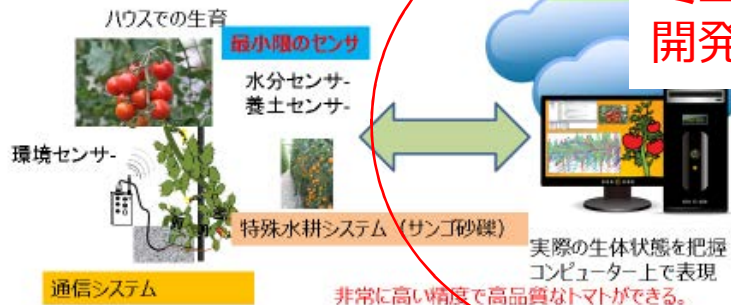 ハウスでの生育
最小限のセンサ
水分センサ-
養土センサ-
環境センサ-
開発
特殊水耕システム（サンゴ砂礫）
通信システム
実際の生体状態を把握
コンピューター上で表現
非常に高い精度で高品質なトマトができる。